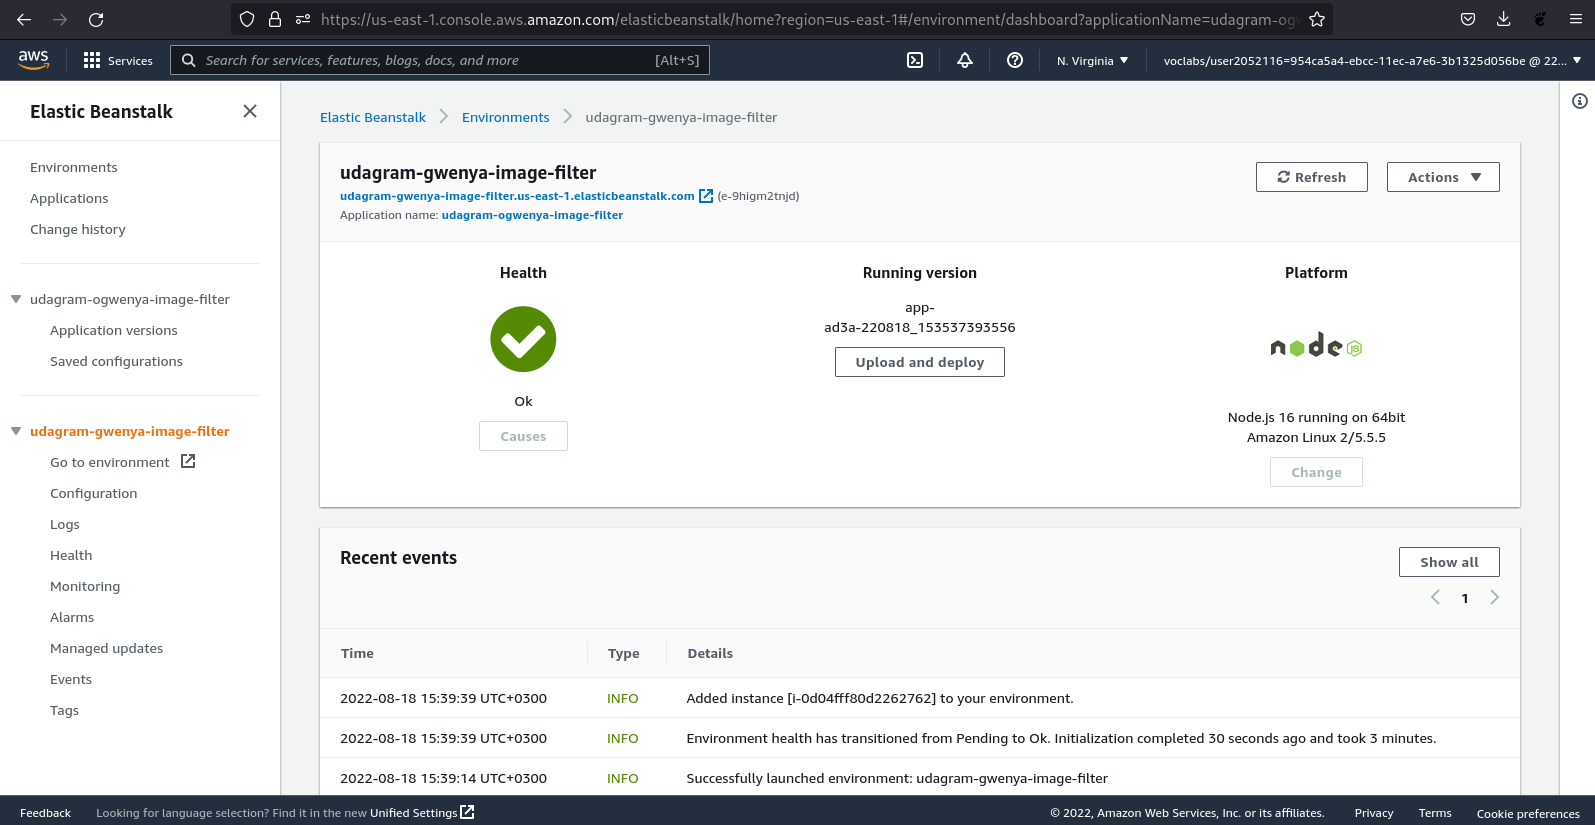 https://us-east-1.console.aws.amazon.com/elasticbeanstalk/home?region=us-east-1#/environment/dashboard?applicationName=udagram-og
aws
Services
Search for services, features, blogs, docs, and more
[Alt+S]
N. Virginia
voclabs/user2052116=954ca5a4-ebcc-11ec-a7e6-3b1325d056be @ 22...
Elastic Beanstalk
Environments
Applications
Change history
udagram-ogwenya-image-filter
Application versions
Saved configurations
udagram-gwenya-image-filter
Go to environment
Configuration
Logs
Health
Monitoring
Alarms
Managed updates
Events
Tags
Elastic Beanstalk
Environments
udagram-gwenya-image-filter
udagram-gwenya-image-filter
udagram-gwenya-image-filter.us-east-1.elasticbeanstalk.com (e-9higm2tnjd)
Application name: udagram-ogwenya-image-filter
Refresh
Actions
Health
Ok
Causes
Running version
app-
ad3a-220818_153537393556
Upload and deploy
Platform
node JS
Node.js 16 running on 64bit
Amazon Linux 2/5.5.5
Change
Recent events
Show all
1
Time Type Details
2022-08-18 15:39:39 UTC+0300 INFO Added instance [i-0d04fff80d2262762] to your environment.
2022-08-18 15:39:39 UTC+0300 INFO Environment health has transitioned from Pending to Ok. Initialization completed 30 seconds ago and took 3 minutes.
2022-08-18 15:39:14 UTC+0300 INFO Successfully launched environment: udagram-gwenya-image-filter
Feedback
Looking for language selection? Find it in the new Unified Settings
© 2022, Amazon Web Services, Inc. or its affiliates.
Privacy
Terms
Cookie preferences